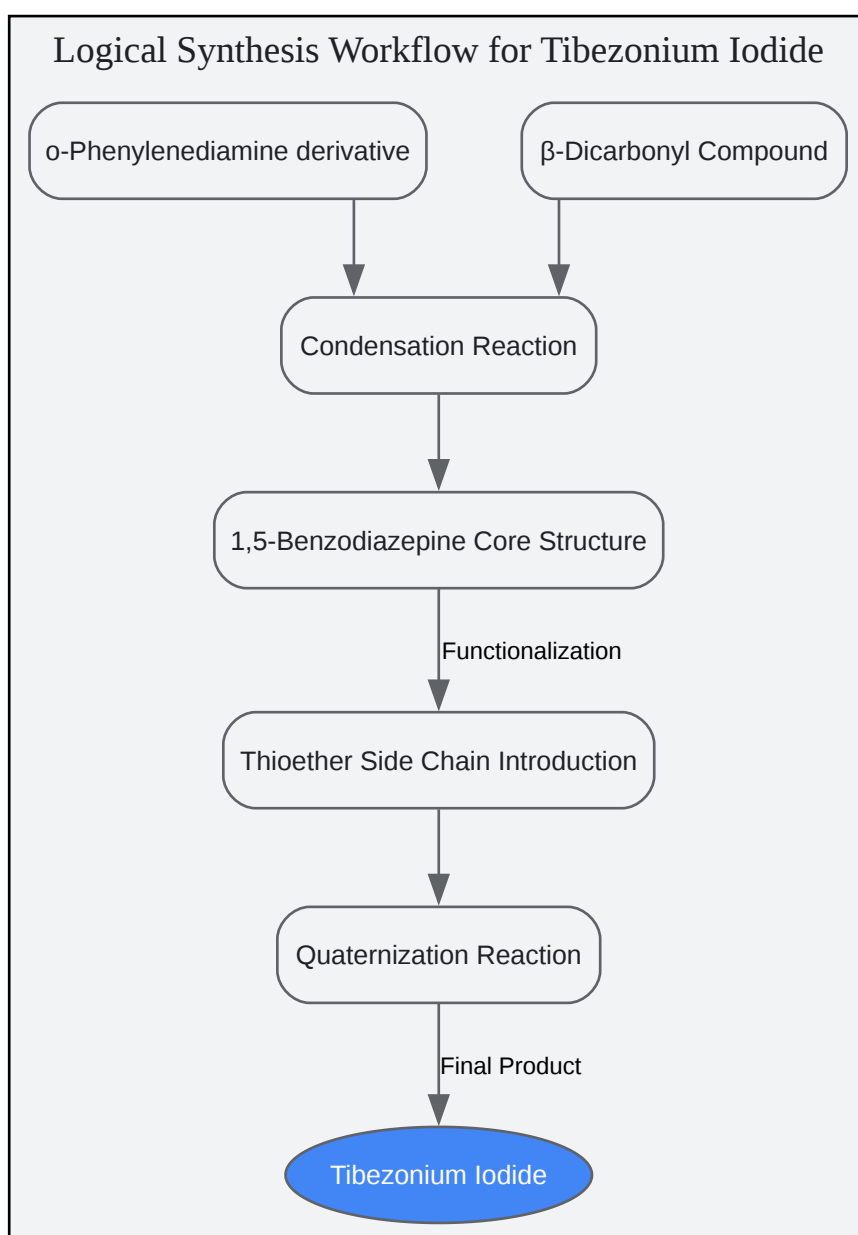 Logical Synthesis Workflow for Tibezonium Iodide
o-Phenylenediamine derivative
β-Dicarbonyl Compound
Condensation Reaction
1,5-Benzodiazepine Core Structure
Functionalization
Thioether Side Chain Introduction
Quaternization Reaction
Final Product
Tibezonium Iodide